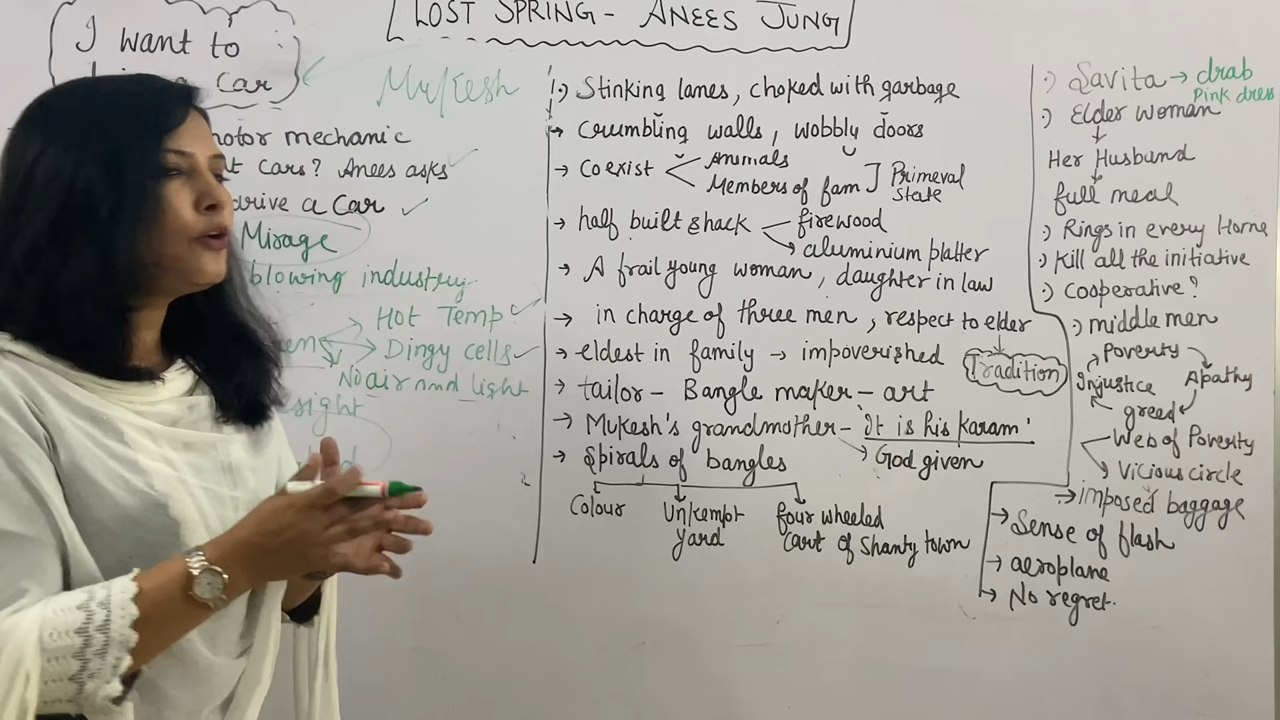 LOST SPRING - ANEES JUNG
I want to
a car
Mukesh
motor mechanic
cars? Anees asks ✓
drive a car ✓
Mirage
blowing industry
→ Hot Temp ✓
→ Dingy cells ✓
No air and light
sight
:) Stinking lanes, choked with garbage
→ Crumbling walls, wobbly doors
→ Coexist
Animals
Members of fam
] Primeval
State
→ half built shack
firewood
→ aluminium platter
→ A frail young woman, daughter in law
→ in charge of three men, respect to elder
→ eldest in family → impoverished
Tradition
→ tailor - Bangle maker - art
→ Mukesh's grandmother - 'It is his karam'
→ God given
→ Spirals of bangles
Colour
Unkempt
yard
four wheeled
cart of Shanty town
:) Savita → drab
Pink dress
:) Elder woman
Her Husband
full meal
:) Rings in every Home
:) Kill all the initiative
:) Cooperative?
:) middle men
Poverty
Injustice
Apathy
greed
Web of Poverty
Vicious circle
→ imposed baggage
→ Sense of flash
→ aeroplane
→ No regret.